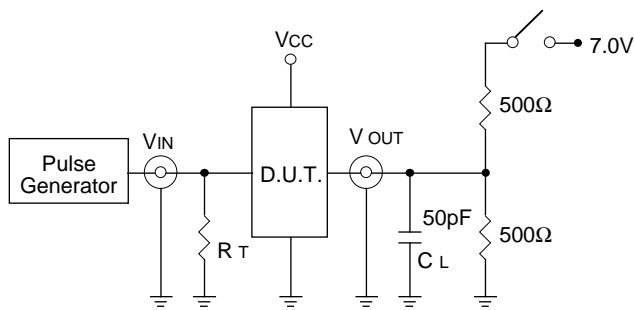 7.0V
VCC
500Ω
VIN
V OUT
Pulse
Generator
D.U.T.
50pF
500Ω
R T
C L